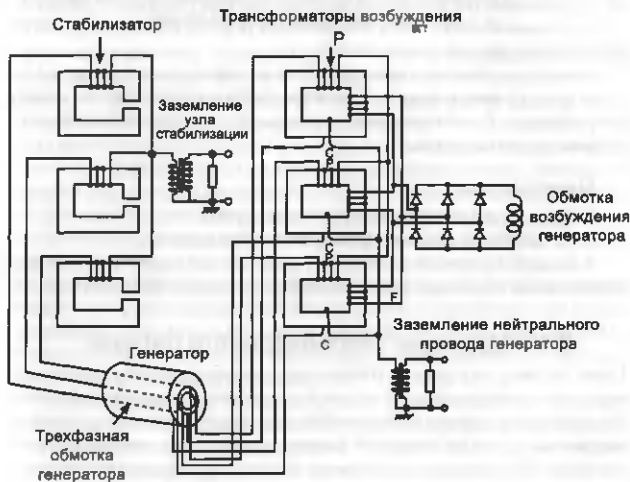 Стабилизатор
Трансформаторы возбуждения
P
Заземление
узла
стабилизации
C
P
C
P
F
C
Обмотка
возбуждения
генератора
Заземление нейтрального
провода генератора
Генератор
Трехфазная
обмотка
генератора